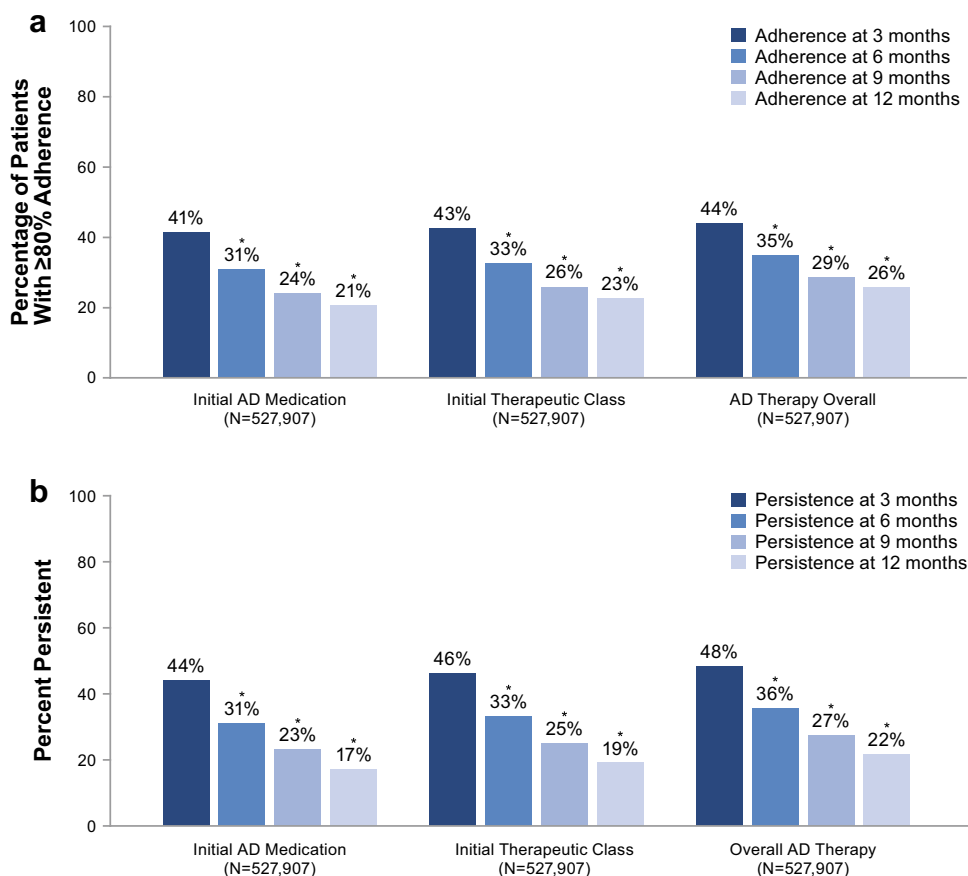 a
Percentage of Patients
With ≥80% Adherence
100
80
60
40
20
0
Adherence at 3 months
Adherence at 6 months
Adherence at 9 months
Adherence at 12 months
41%
*
31%
*
24%
*
21%
43%
*
33%
*
26%
*
23%
44%
*
35%
*
29%
*
26%
Initial AD Medication
(N=527,907)
Initial Therapeutic Class
(N=527,907)
AD Therapy Overall
(N=527,907)
b
Percent Persistent
100
80
60
40
20
0
Persistence at 3 months
Persistence at 6 months
Persistence at 9 months
Persistence at 12 months
44%
*
31%
*
23%
*
17%
46%
*
33%
*
25%
*
19%
48%
*
36%
*
27%
*
22%
Initial AD Medication
(N=527,907)
Initial Therapeutic Class
(N=527,907)
Overall AD Therapy
(N=527,907)